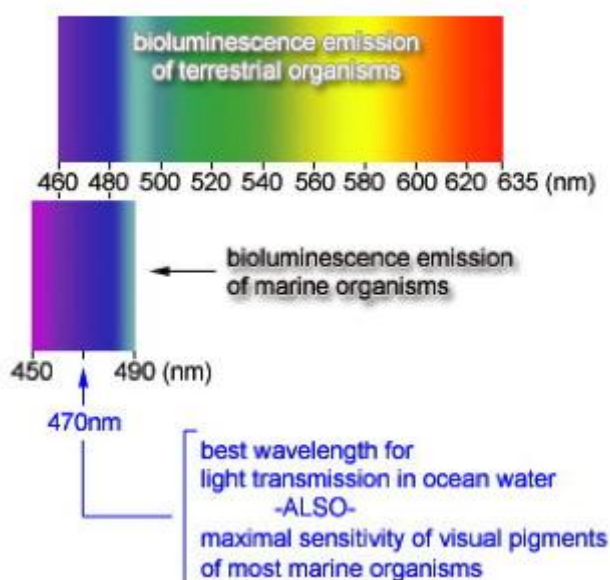 bioluminescence emission
of terrestrial organisms
460 480 500 520 540 560 580 600 620 635 (nm)
bioluminescence emission
of marine organisms
450 490 (nm)
470nm
best wavelength for
light transmission in ocean water
-ALSO-
maximal sensitivity of visual pigments
of most marine organisms